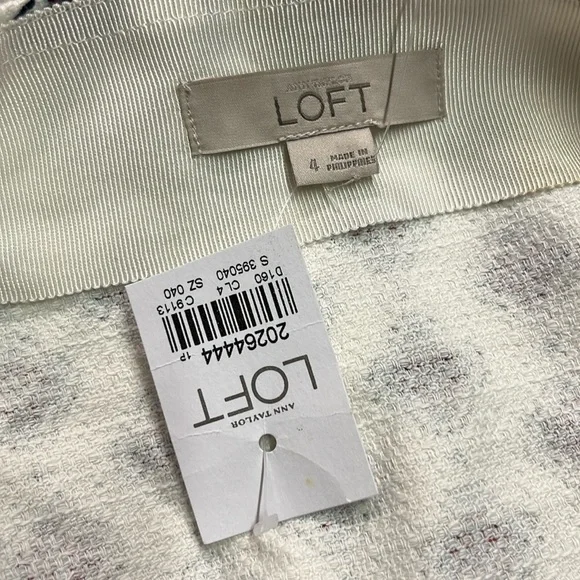 ANN TAYLOR
LOFT
4
MADE IN
PHILIPPINES
ANN TAYLOR
LOFT
20264444 1P
D160 CL4 C9113
S 395040 SZ 040